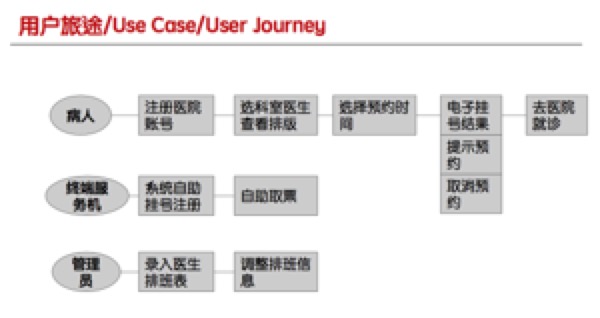 用户旅途/Use Case/User Journey
病人
注册医院
账号
选科室医生
查看排版
选择预约时
间
电子挂
号结果
去医院
就诊
提示预
约
取消预
约
终端服
务机
系统自助
挂号注册
自助取票
管理
员
录入医生
排班表
调整排班信
息